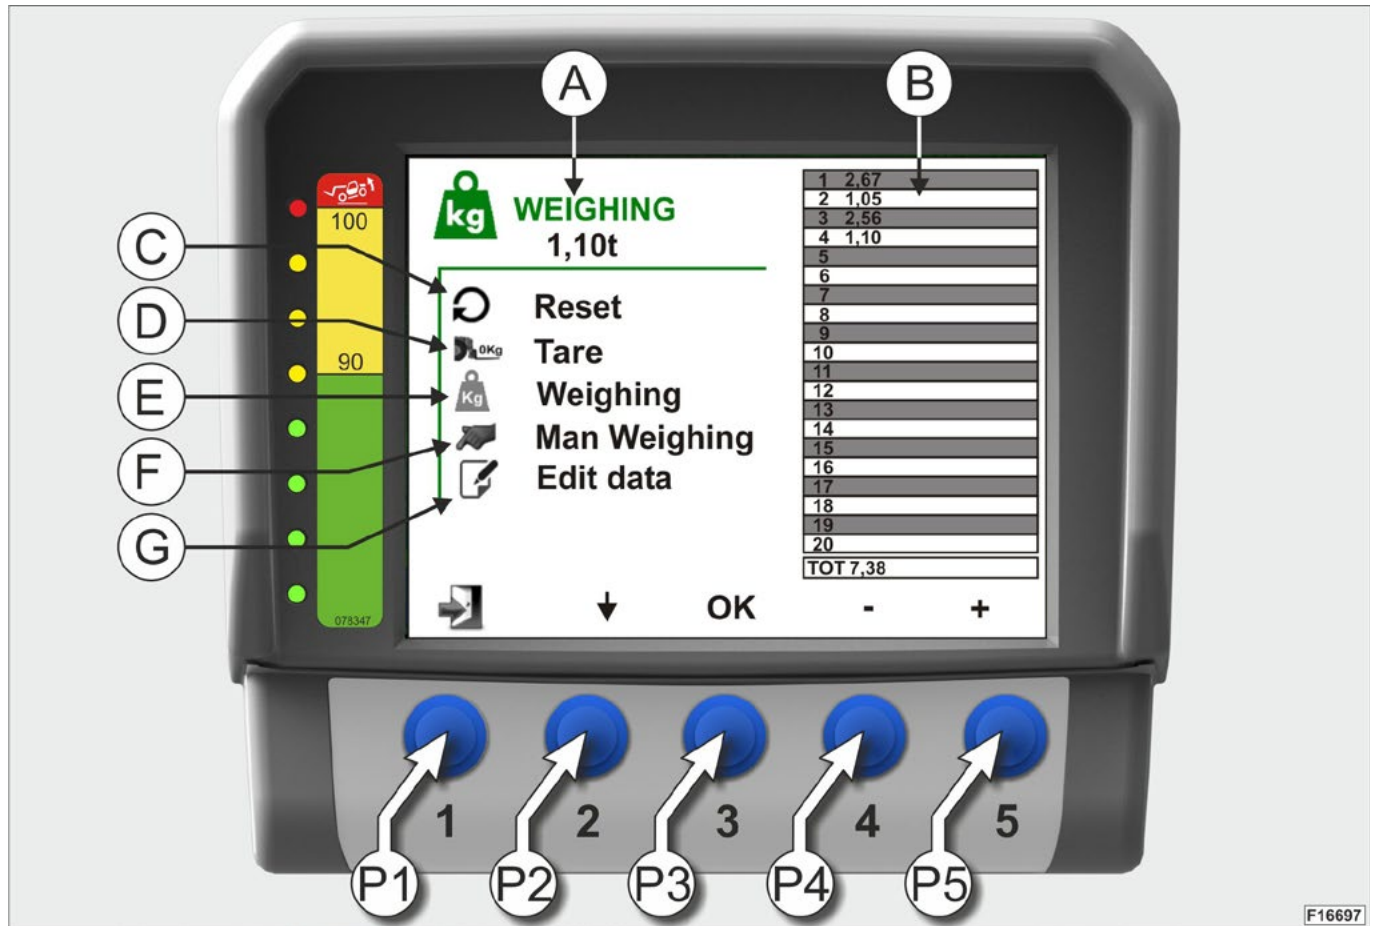 A
B
C
D
E
F
G
100
90
078347
kg
WEIGHING
1,10t
Reset
0Kg Tare
Kg Weighing
Man Weighing
Edit data
1 2,67
2 1,05
3 2,56
4 1,10
5
6
7
8
9
10
11
12
13
14
15
16
17
18
19
20
TOT 7,38
OK - +
1 2 3 4 5
P1 P2 P3 P4 P5
F16697